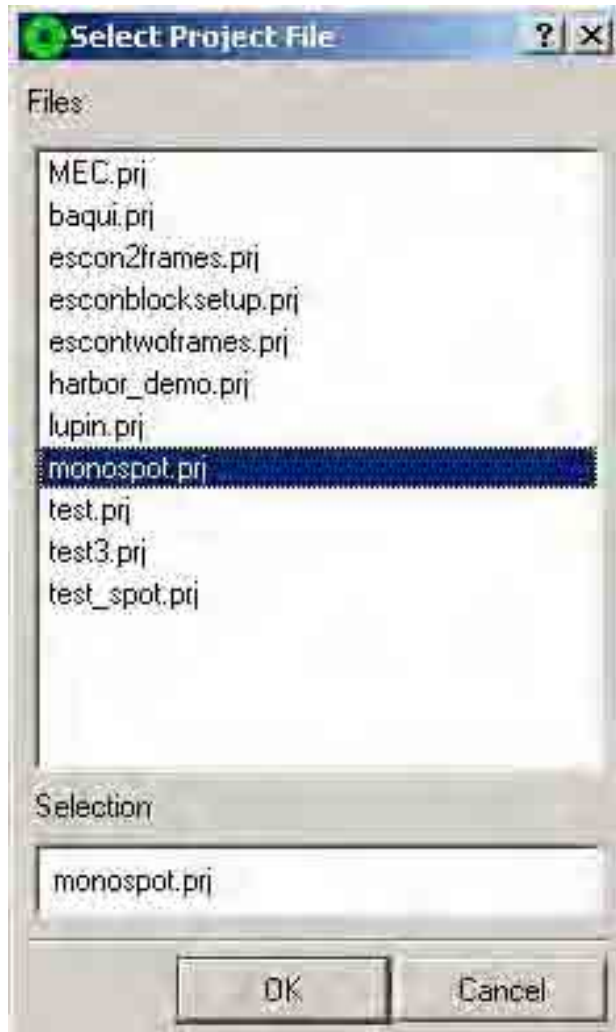 Select Project File
Files
MEC.prj
baqui.prj
escon2frames.prj
esconblocksetup.prj
escontwoframes.prj
harbor_demo.prj
lupin.prj
monospot.prj
test.prj
test3.prj
test_spot.prj
Selection
monospot.prj
OK Cancel